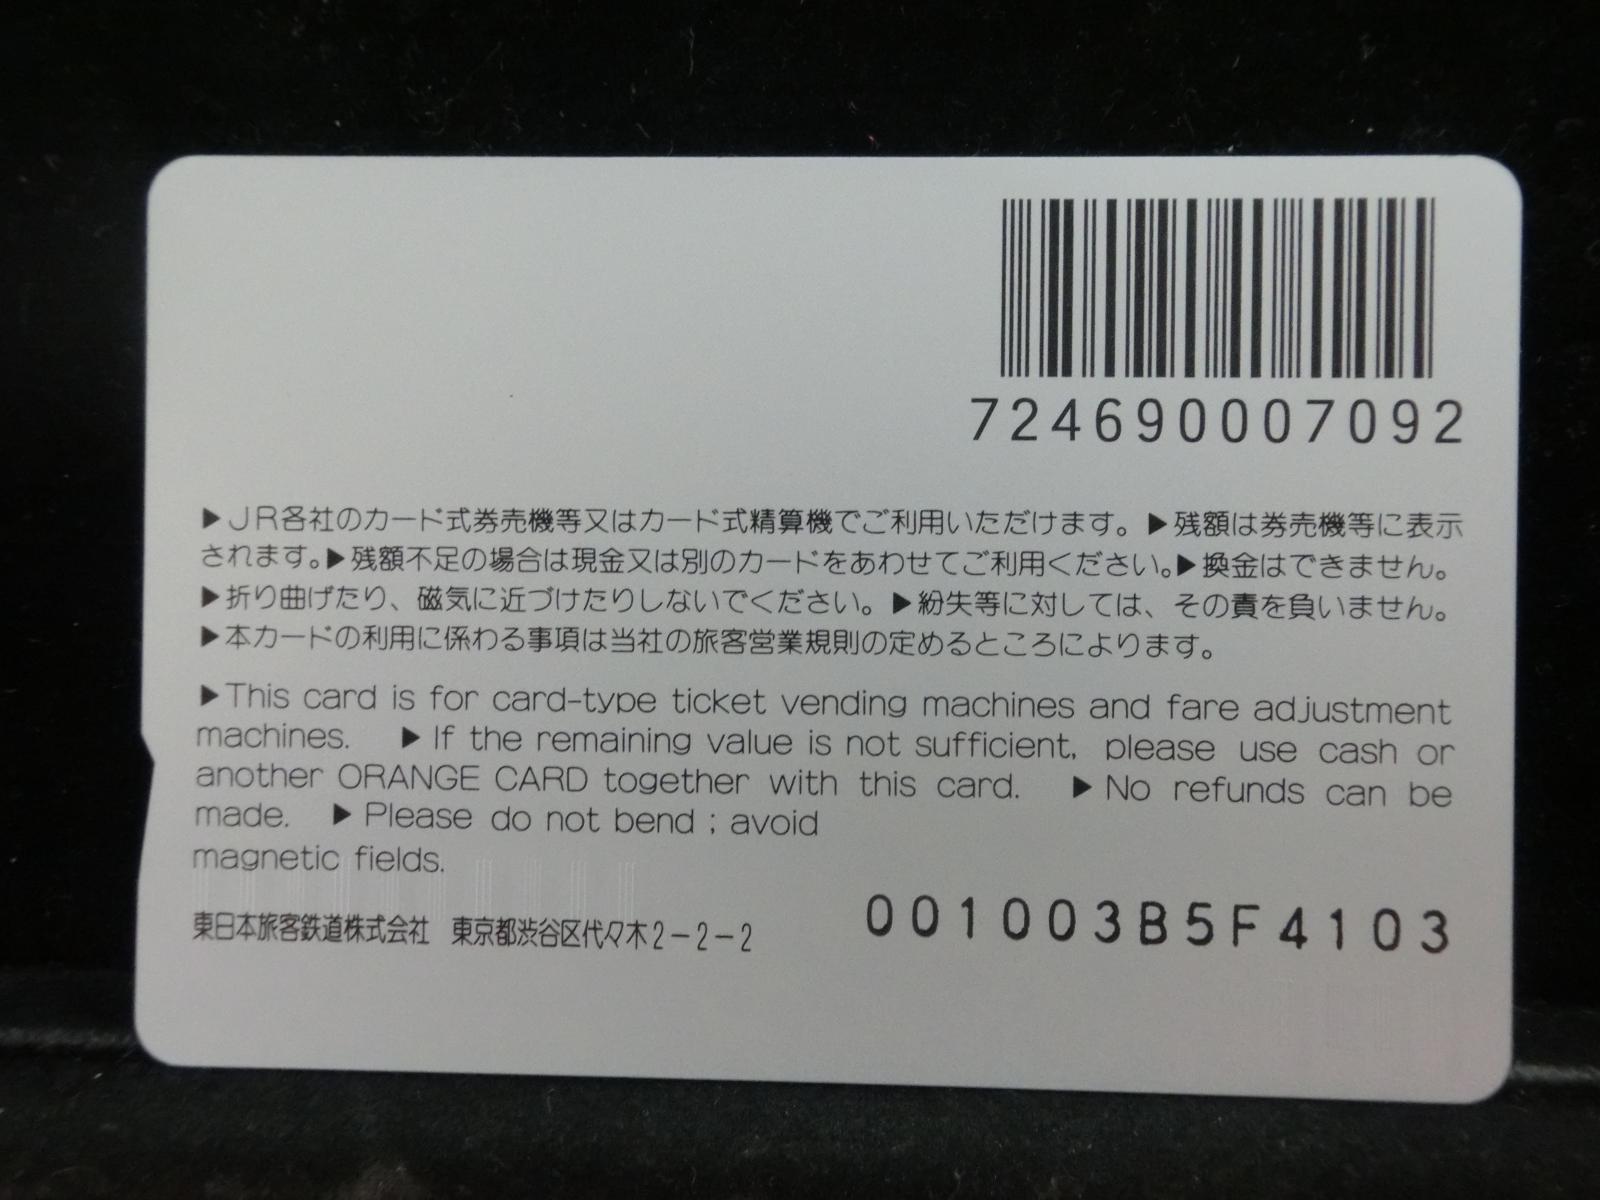 724690007092
▶JR各社のカード式券売機等又はカード式精算機でご利用いただけます。▶残額は券売機等に表示
されます。▶残額不足の場合は現金又は別のカードをあわせてご利用ください。▶換金はできません。
▶折り曲げたり、磁気に近づけたりしないでください。▶紛失等に対しては、その責を負いません。
▶本カードの利用に係わる事項は当社の旅客営業規則の定めるところによります。
▶This card is for card-type ticket vending machines and fare adjustment
machines. ▶If the remaining value is not sufficient, please use cash or
another ORANGE CARD together with this card. ▶No refunds can be
made. ▶Please do not bend ; avoid
magnetic fields.
東日本旅客鉄道株式会社 東京都渋谷区代々木2-2-2
001003B5F4103